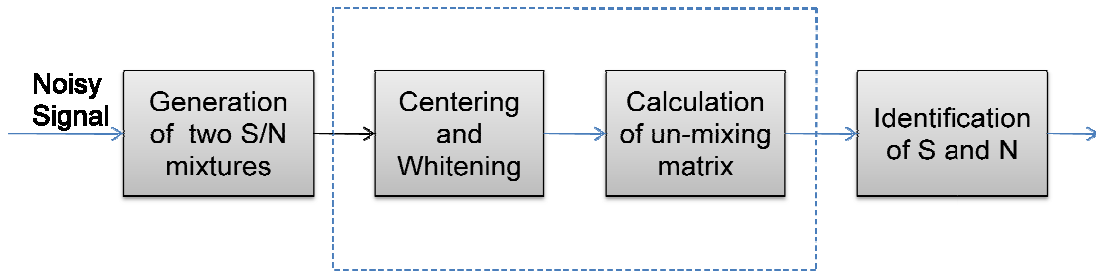 Noisy
Signal
Generation
of two S/N
mixtures
Centering
and
Whitening
Calculation
of un-mixing
matrix
Identification
of S and N